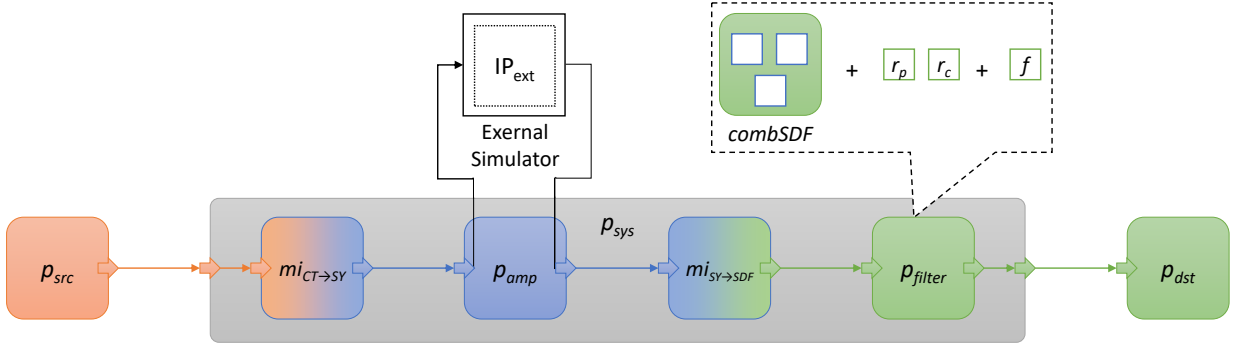 IP_ext
Exernal
Simulator
+ r_p r_c + f
combSDF
p_sys
p_src
mi_CT→SY
p_amp
mi_SY→SDF
p_filter
p_dst